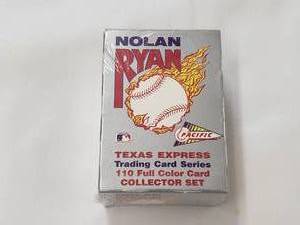 NOLAN
RYAN
PACIFIC
TEXAS EXPRESS
Trading Card Series
110 Full Color Card
COLLECTOR SET